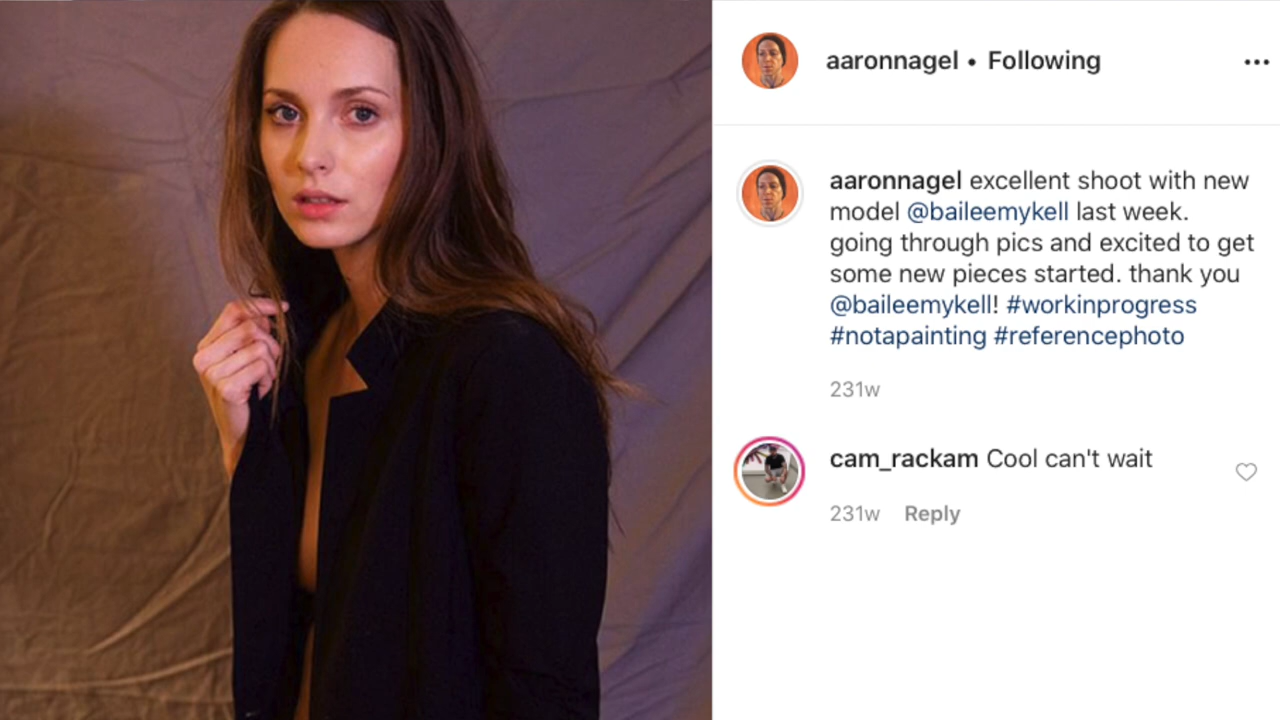 aaronnagel • Following
aaronnagel excellent shoot with new
model @baileemykell last week.
going through pics and excited to get
some new pieces started. thank you
@baileemykell! #workinprogress
#notapainting #referencephoto
231w
cam_rackam Cool can't wait
231w Reply